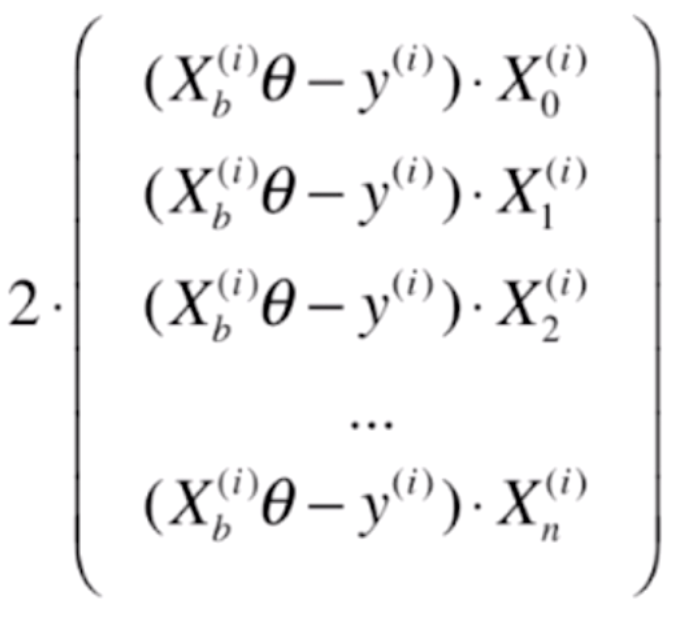 (X_b^{(i)}θ − y^{(i)}) · X_0^{(i)}
(X_b^{(i)}θ − y^{(i)}) · X_1^{(i)}
2 · (X_b^{(i)}θ − y^{(i)}) · X_2^{(i)}
...
(X_b^{(i)}θ − y^{(i)}) · X_n^{(i)}